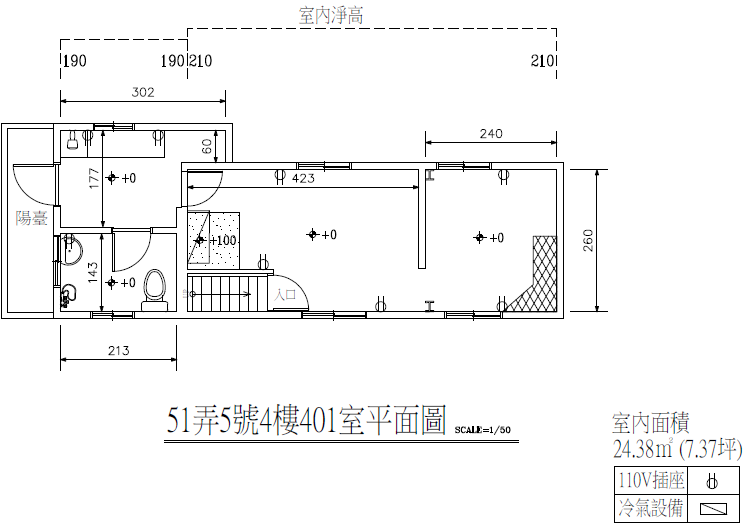 室內淨高
190 190 210 210
302
240
60
177
+0
423
陽臺
+100
+0
+0
260
143
+0
入口
213
51弄5號4樓401室平面圖 SCALE=1/50
室內面積
24.38㎡ (7.37坪)
110V插座
冷氣設備